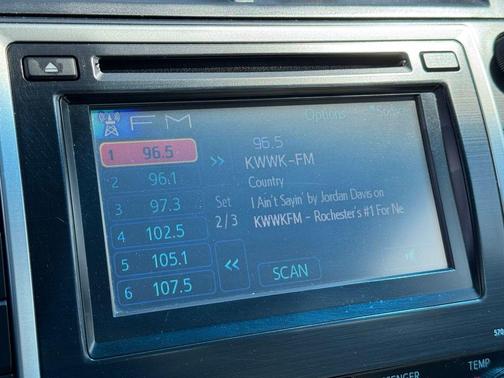 FM
Options
1 96.5
2 96.1
3 97.3
4 102.5
5 105.1
6 107.5
>>
Set
2/3
<<
96.5
KWWK-FM
Country
I Ain't Sayin' by Jordan Davis on
KWWKFM - Rochester's #1 For Ne
SCAN
570
TEMP